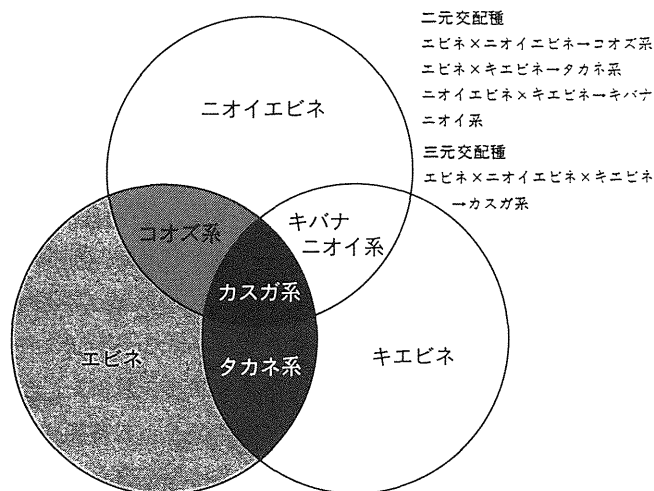 二元交配種
エビネ×ニオイエビネ→コオズ系
エビネ×キエビネ→タカネ系
ニオイエビネ×キエビネ→キバナ
ニオイ系
三元交配種
エビネ×ニオイエビネ×キエビネ
→カスガ系
ニオイエビネ
コオズ系
キバナ
ニオイ系
カスガ系
エビネ
タカネ系
キエビネ